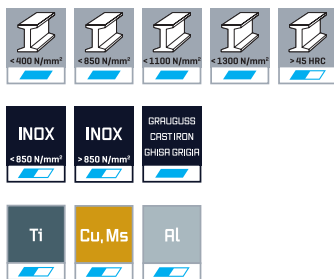 <400 N/mm² <850 N/mm² <1100 N/mm² <1300 N/mm² >45 HRC
INOX INOX GRAUGUSS
CAST IRON
GHISA GRIGIA
<850 N/mm² >850 N/mm²
Ti Cu, Ms Al